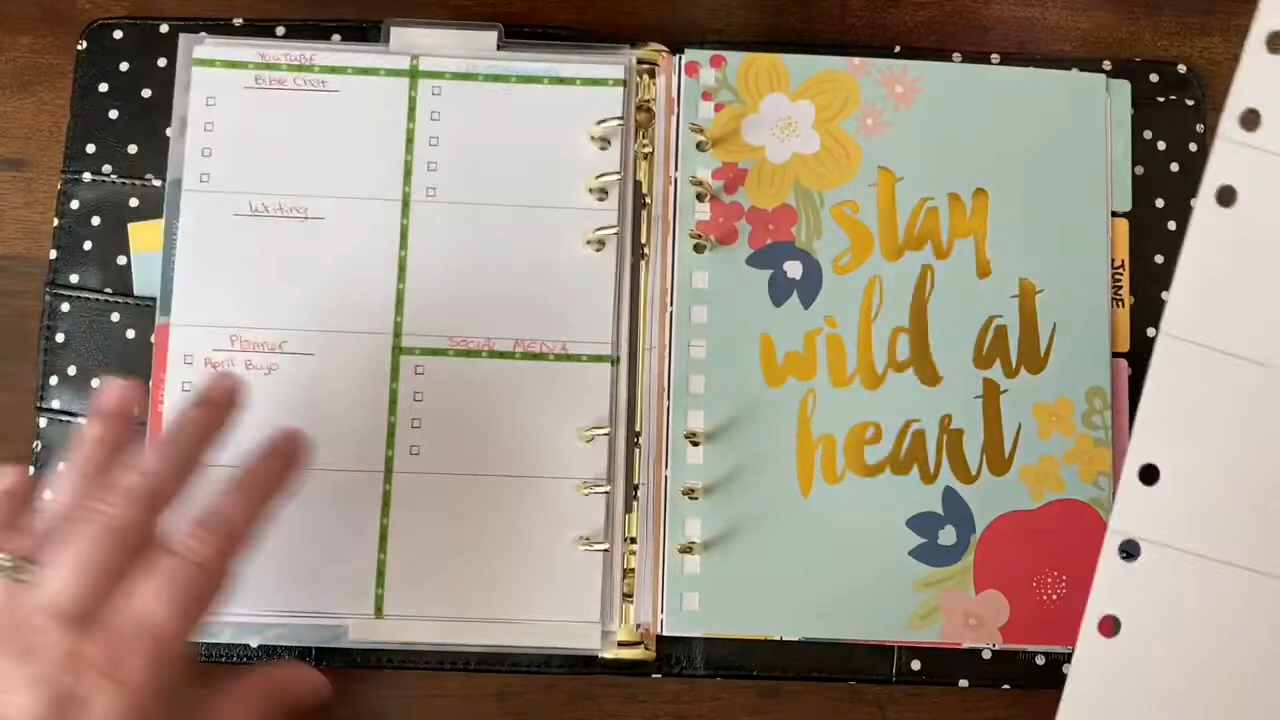 YOUTUBE
Bible Chat
Writing
Planner
April Bujo
SOCIAL MEDIA
stay
wild at
heart
JUNE